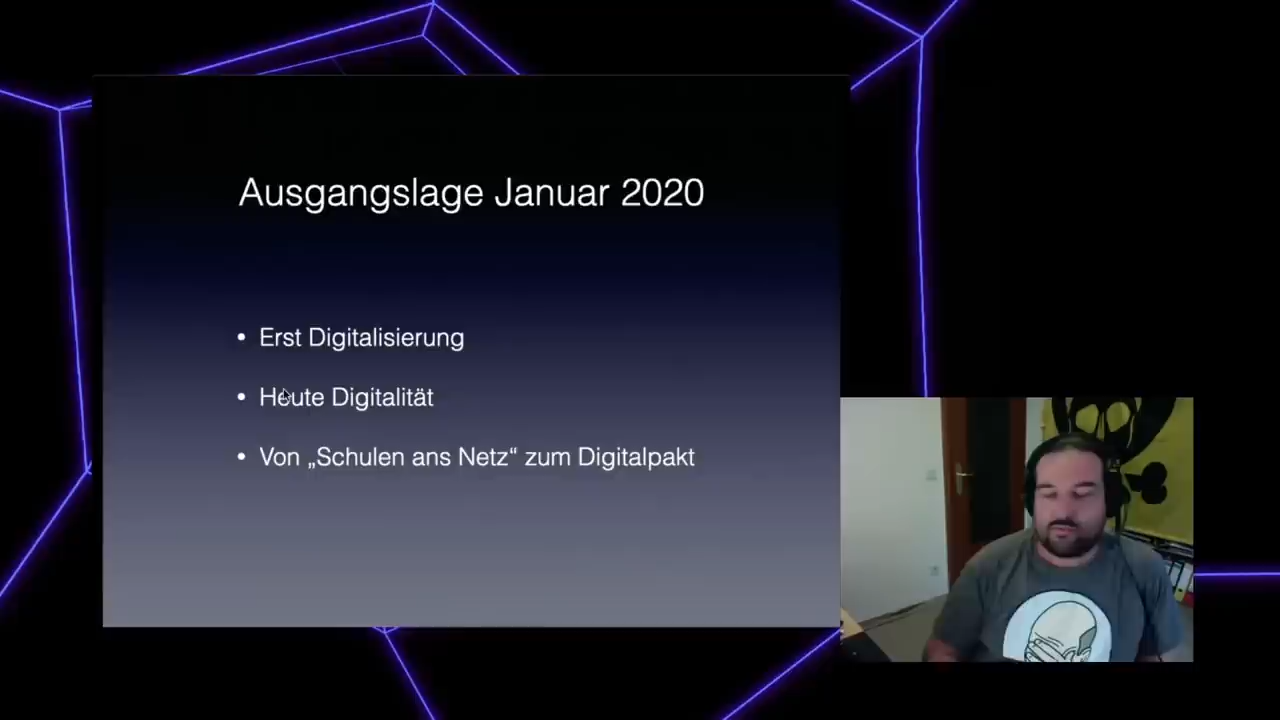 Ausgangslage Januar 2020
• Erst Digitalisierung
• Heute Digitalität
• Von „Schulen ans Netz“ zum Digitalpakt